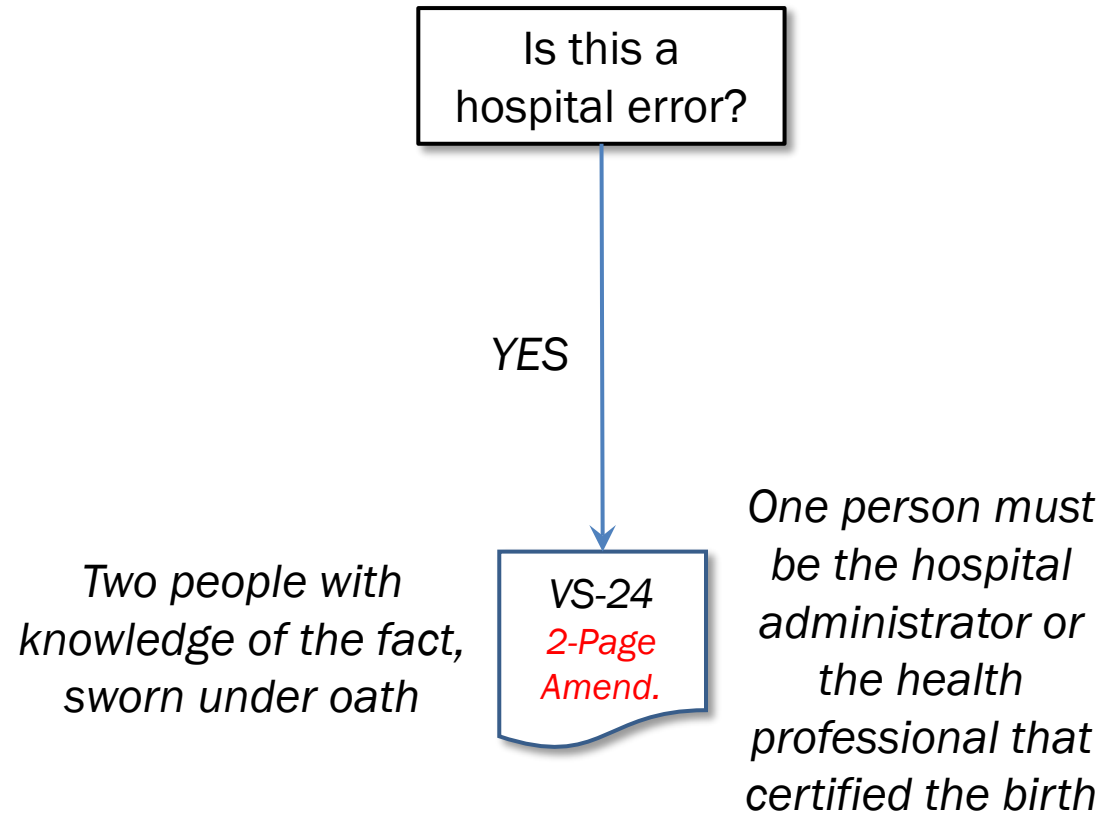 Is this a
hospital error?
YES
Two people with
knowledge of the fact,
sworn under oath
VS-24
2-Page
Amend.
One person must
be the hospital
administrator or
the health
professional that
certified the birth